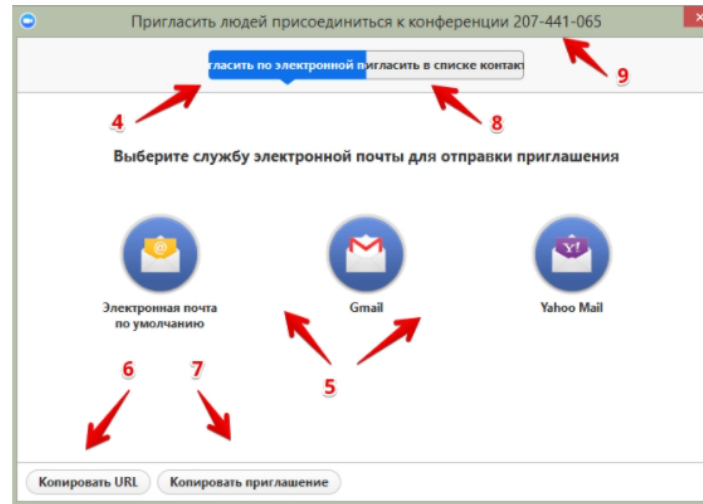 Пригласить людей присоединиться к конференции 207-441-065
гласить по электронной п игласить в списке контакт
4
8
9
Выберите службу электронной почты для отправки приглашения
@
Y!
Электронная почта
по умолчанию
Gmail
Yahoo Mail
6
7
5
Копировать URL
Копировать приглашение